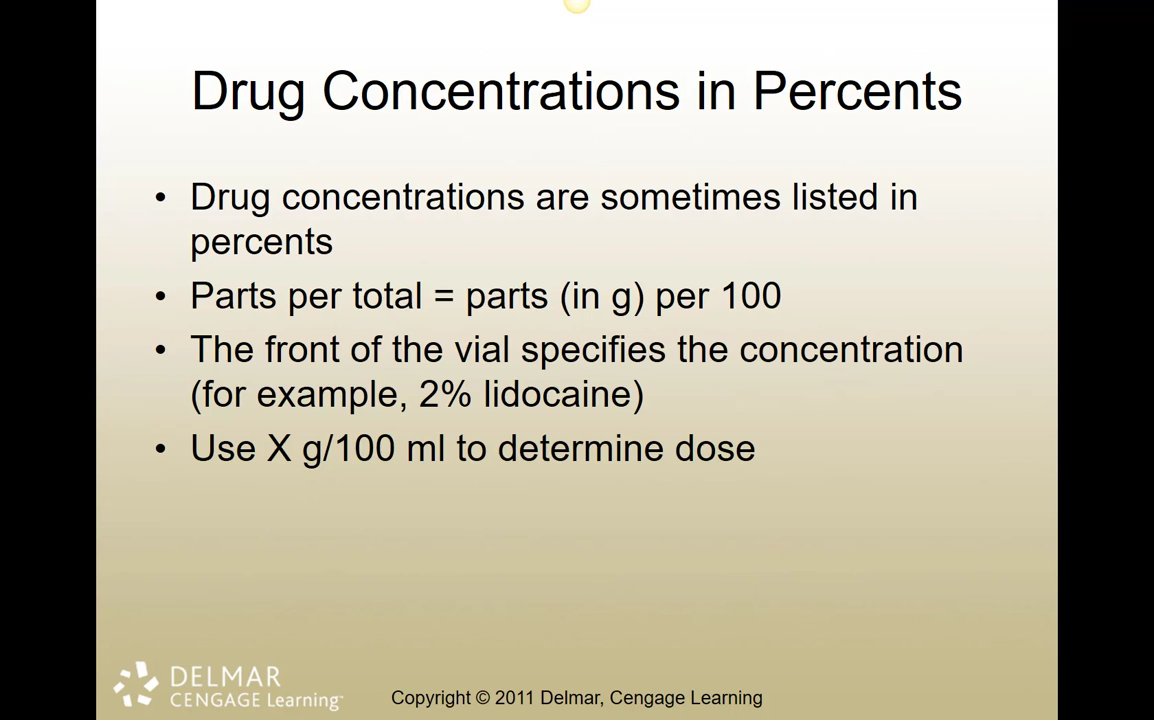 Drug Concentrations in Percents
• Drug concentrations are sometimes listed in
percents
• Parts per total = parts (in g) per 100
• The front of the vial specifies the concentration
(for example, 2% lidocaine)
• Use X g/100 ml to determine dose
DELMAR
CENGAGE Learning™
Copyright © 2011 Delmar, Cengage Learning